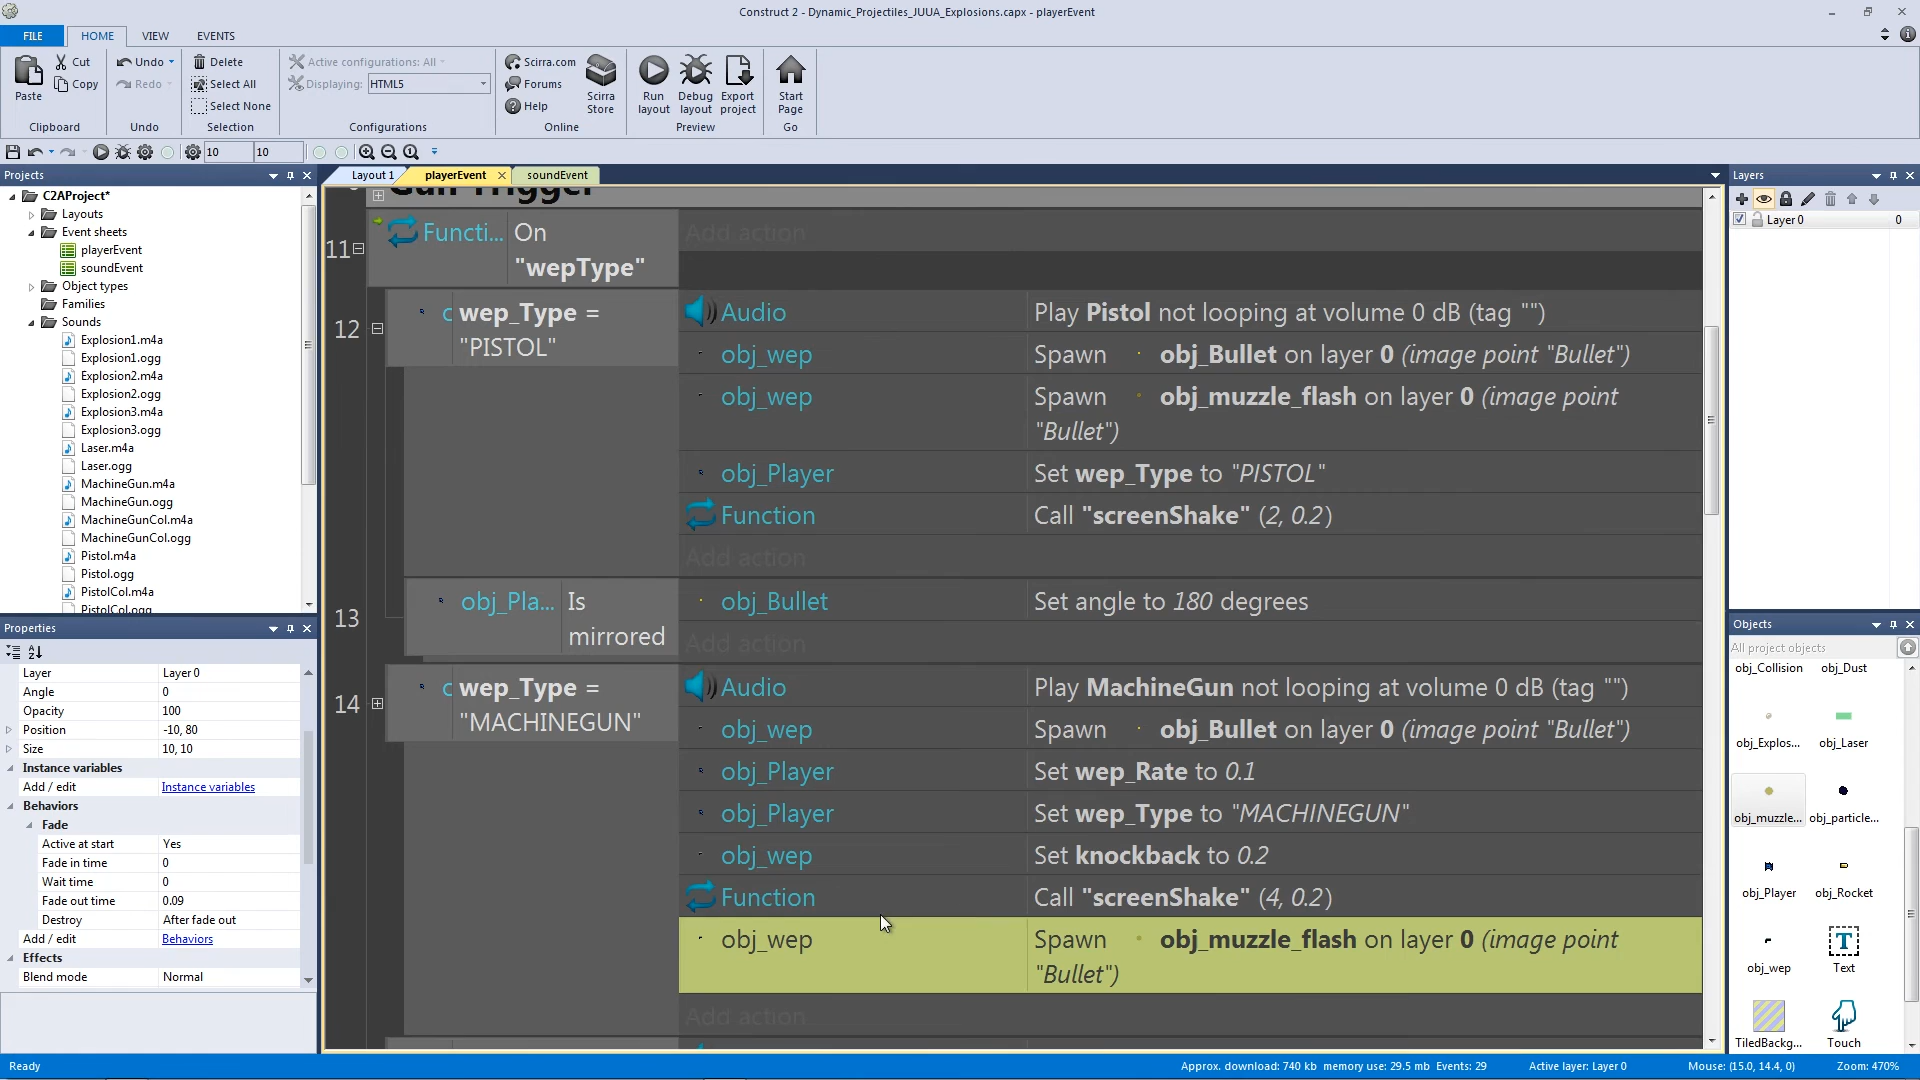 Construct 2 - Dynamic_Projectiles_JUUA_Explosions.capx - playerEvent
FILE
HOME
VIEW
EVENTS
Paste
Cut
Copy
Clipboard
Undo
Redo
Undo
Delete
Select All
Select None
Selection
Active configurations: All
Displaying:
HTML5
Configurations
Scirra.com
Forums
Help
Scirra Store
Online
Run layout
Debug layout
Export project
Preview
Start Page
Go
10
10
Projects
C2AProject*
Layouts
Event sheets
playerEvent
soundEvent
Object types
Families
Sounds
Explosion1.m4a
Explosion1.ogg
Explosion2.m4a
Explosion2.ogg
Explosion3.m4a
Explosion3.ogg
Laser.m4a
Laser.ogg
MachineGun.m4a
MachineGun.ogg
MachineGunCol.m4a
MachineGunCol.ogg
Pistol.m4a
Pistol.ogg
PistolCol.m4a
PistolCol.ogg
Properties
Layer Layer 0
Angle 0
Opacity 100
Position -10, 80
Size 10, 10
Instance variables
Add / edit Instance variables
Behaviors
Fade
Active at start Yes
Fade in time 0
Wait time 0
Fade out time 0.09
Destroy After fade out
Add / edit Behaviors
Effects
Blend mode Normal
Layout 1
playerEvent
soundEvent
Gun Trigger
11
Functi... On "wepType"
Add action
12
wep_Type = "PISTOL"
Audio Play Pistol not looping at volume 0 dB (tag "")
obj_wep Spawn obj_Bullet on layer 0 (image point "Bullet")
obj_wep Spawn obj_muzzle_flash on layer 0 (image point
"Bullet")
obj_Player Set wep_Type to "PISTOL"
Function Call "screenShake" (2, 0.2)
Add action
13
obj_Pla... Is mirrored
obj_Bullet Set angle to 180 degrees
Add action
14
wep_Type = "MACHINEGUN"
Audio Play MachineGun not looping at volume 0 dB (tag "")
obj_wep Spawn obj_Bullet on layer 0 (image point "Bullet")
obj_Player Set wep_Rate to 0.1
obj_Player Set wep_Type to "MACHINEGUN"
obj_wep Set knockback to 0.2
Function Call "screenShake" (4, 0.2)
obj_wep Spawn obj_muzzle_flash on layer 0 (image point
"Bullet")
Add action
Layers
Layer 0 0
Objects
All project objects
obj_Collision obj_Dust
obj_Explos... obj_Laser
obj_muzzle... obj_particle...
obj_Player obj_Rocket
obj_wep Text
TiledBackg... Touch
Ready
Approx. download: 740 kb memory use: 29.5 mb Events: 29
Active layer: Layer 0
Mouse: (15.0, 14.4, 0)
Zoom: 470%